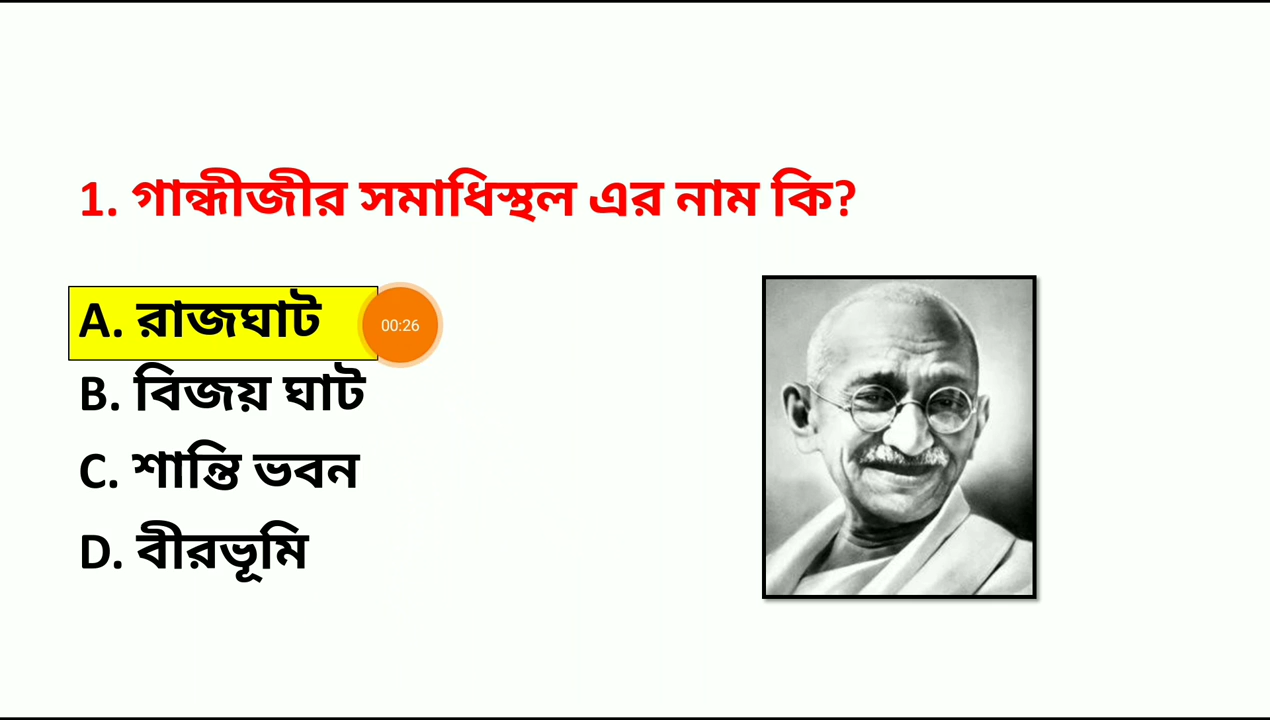 1. গান্ধীজীর সমাধিস্থল এর নাম কি?
A. রাজঘাট
00:26
B. বিজয় ঘাট
C. শান্তি ভবন
D. বীরভূমি